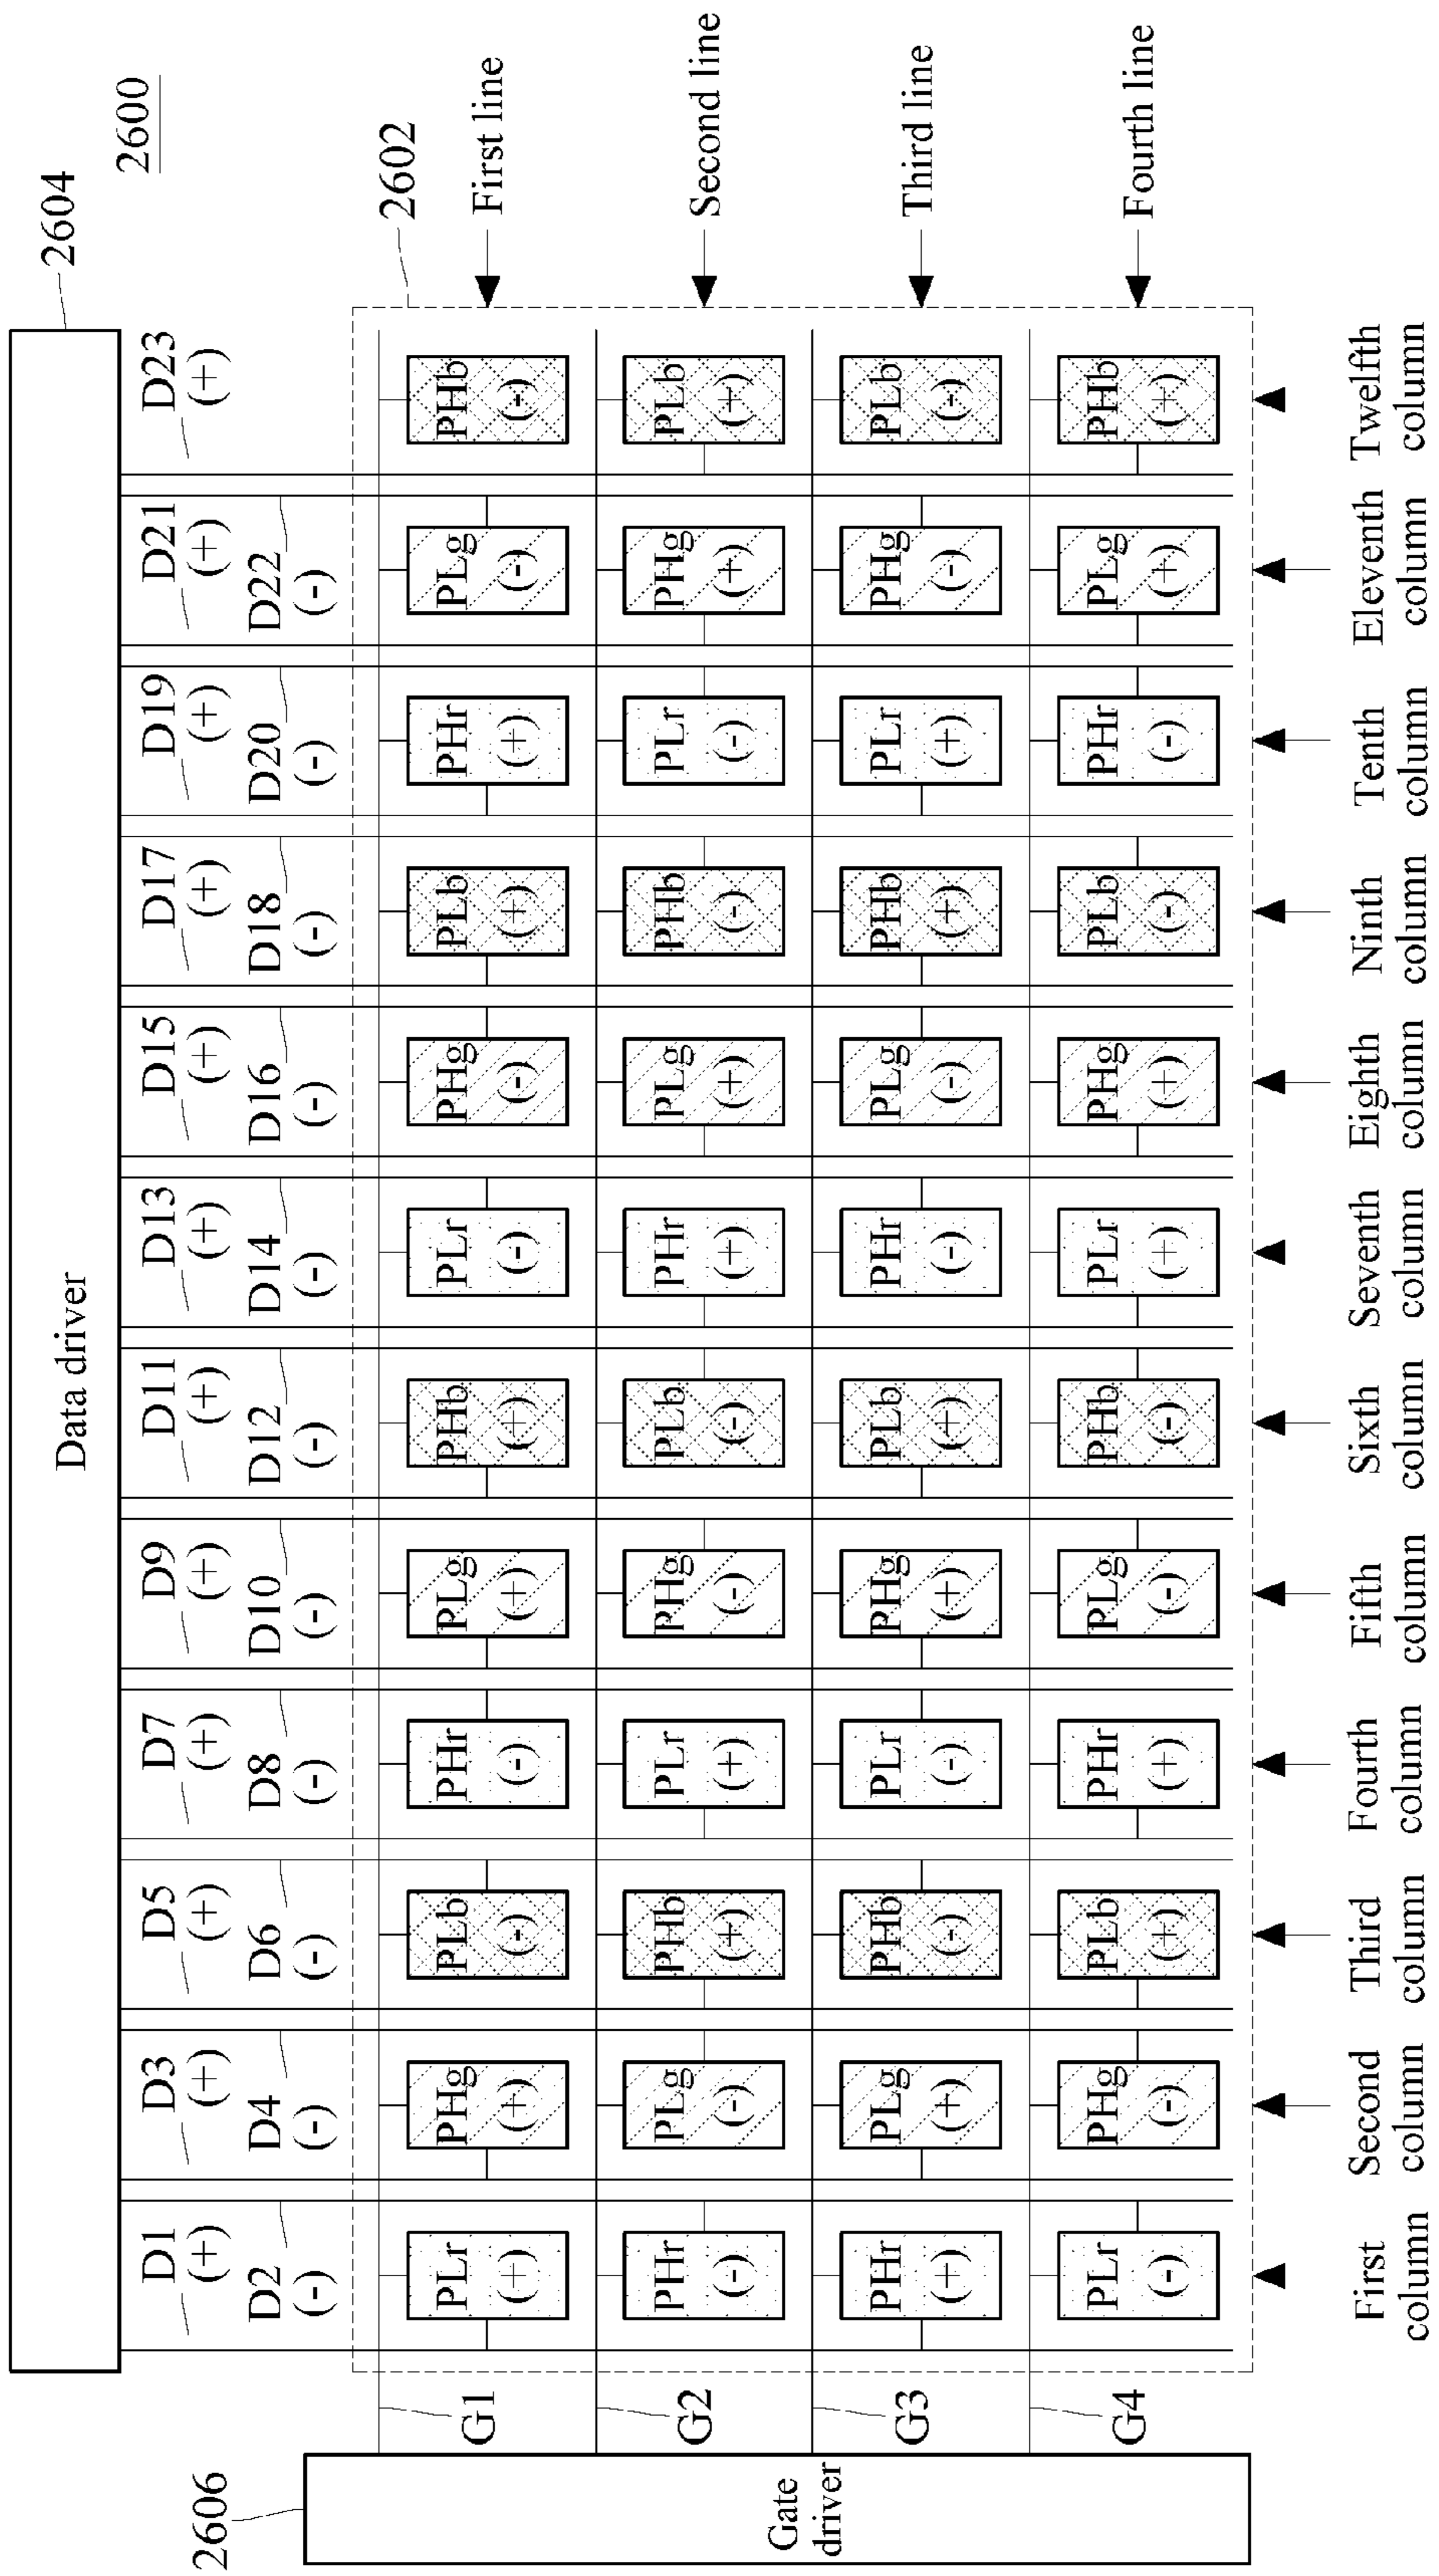 2600
2604
Data driver
D1 D3 D5 D7 D9 D11 D13 D15 D17 D19 D21 D23
(+) (+) (+) (+) (+) (+) (+) (+) (+) (+) (+) (+)
D2 D4 D6 D8 D10 D12 D14 D16 D18 D20 D22
(-) (-) (-) (-) (-) (-) (-) (-) (-) (-) (-)
2602
2606
Gate
driver
G1
PLr PHg PLb PHr PLg PHb PLr PHg PLb PHr PLg PHb
(+) (+) (-) (-) (+) (+) (-) (-) (+) (+) (-) (-)
First line
G2
PHr PLg PHb PLr PHg PLb PHr PLg PHb PLr PHg PLb
(-) (-) (+) (+) (-) (-) (+) (+) (-) (-) (+) (+)
Second line
G3
PHr PLg PHb PLr PHg PLb PHr PLg PHb PLr PHg PLb
(+) (+) (-) (-) (+) (+) (-) (-) (+) (+) (-) (-)
Third line
G4
PLr PHg PLb PHr PLg PHb PLr PHg PLb PHr PLg PHb
(-) (-) (+) (+) (-) (-) (+) (+) (-) (-) (+) (+)
Fourth line
First Second Third Fourth Fifth Sixth Seventh Eighth Ninth Tenth Eleventh Twelfth
column column column column column column column column column column column column